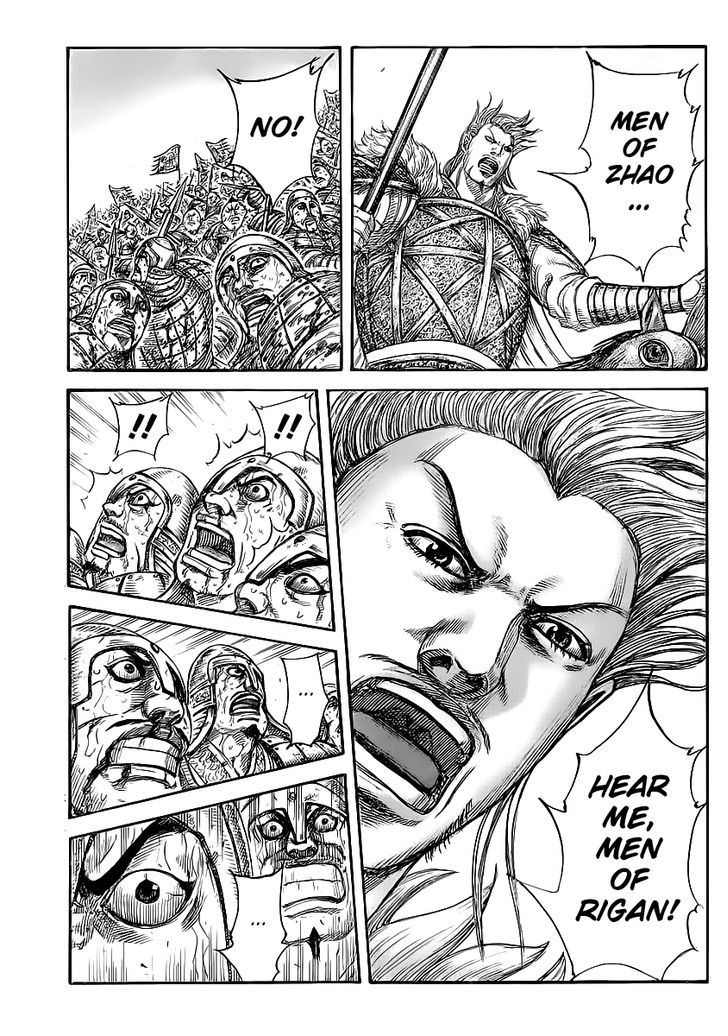 MEN
OF
ZHAO
...
NO!
HEAR
ME,
MEN
OF
RIGAN!
!!
!!
...
...